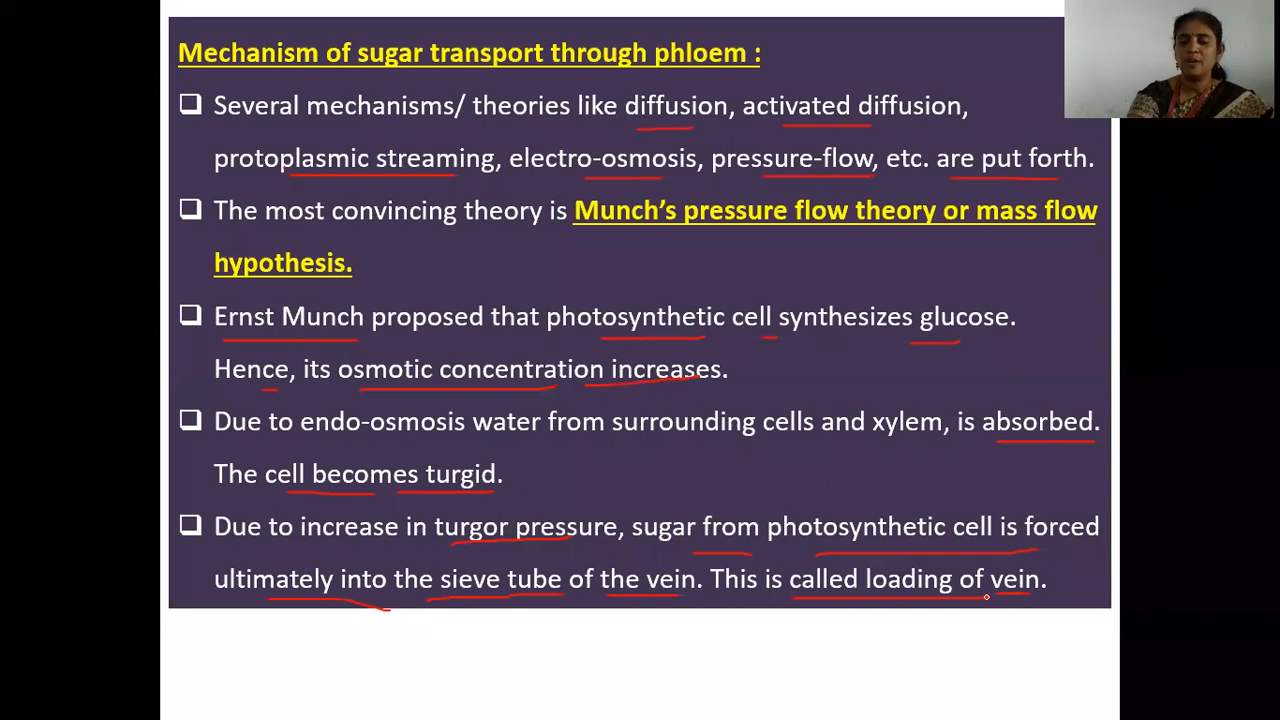 Mechanism of sugar transport through phloem :
❑ Several mechanisms/ theories like diffusion, activated diffusion,
protoplasmic streaming, electro-osmosis, pressure-flow, etc. are put forth.
❑ The most convincing theory is Munch’s pressure flow theory or mass flow
hypothesis.
❑ Ernst Munch proposed that photosynthetic cell synthesizes glucose.
Hence, its osmotic concentration increases.
❑ Due to endo-osmosis water from surrounding cells and xylem, is absorbed.
The cell becomes turgid.
❑ Due to increase in turgor pressure, sugar from photosynthetic cell is forced
ultimately into the sieve tube of the vein. This is called loading of vein.